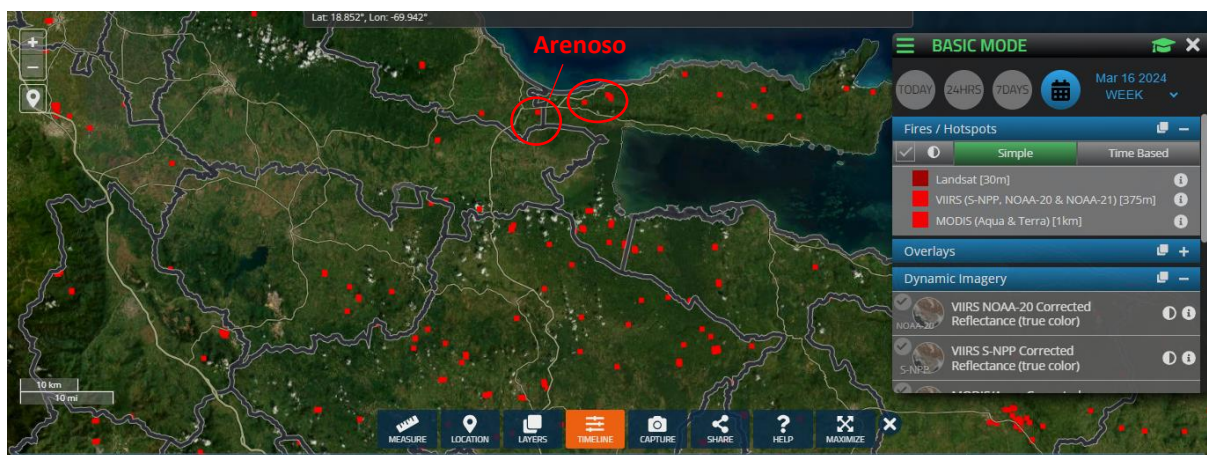 Lat: 18.852°, Lon: -69.942°
Arenoso
+
−
10 km
10 mi
BASIC MODE
TODAY
24HRS
7DAYS
Mar 16 2024
WEEK
Fires / Hotspots
Simple
Time Based
Landsat [30m]
VIIRS (S-NPP, NOAA-20 & NOAA-21) [375m]
MODIS (Aqua & Terra) [1km]
Overlays
Dynamic Imagery
NOAA-20
VIIRS NOAA-20 Corrected
Reflectance (true color)
S-NPP
VIIRS S-NPP Corrected
Reflectance (true color)
MEASURE
LOCATION
LAYERS
TIMELINE
CAPTURE
SHARE
HELP
MAXIMIZE